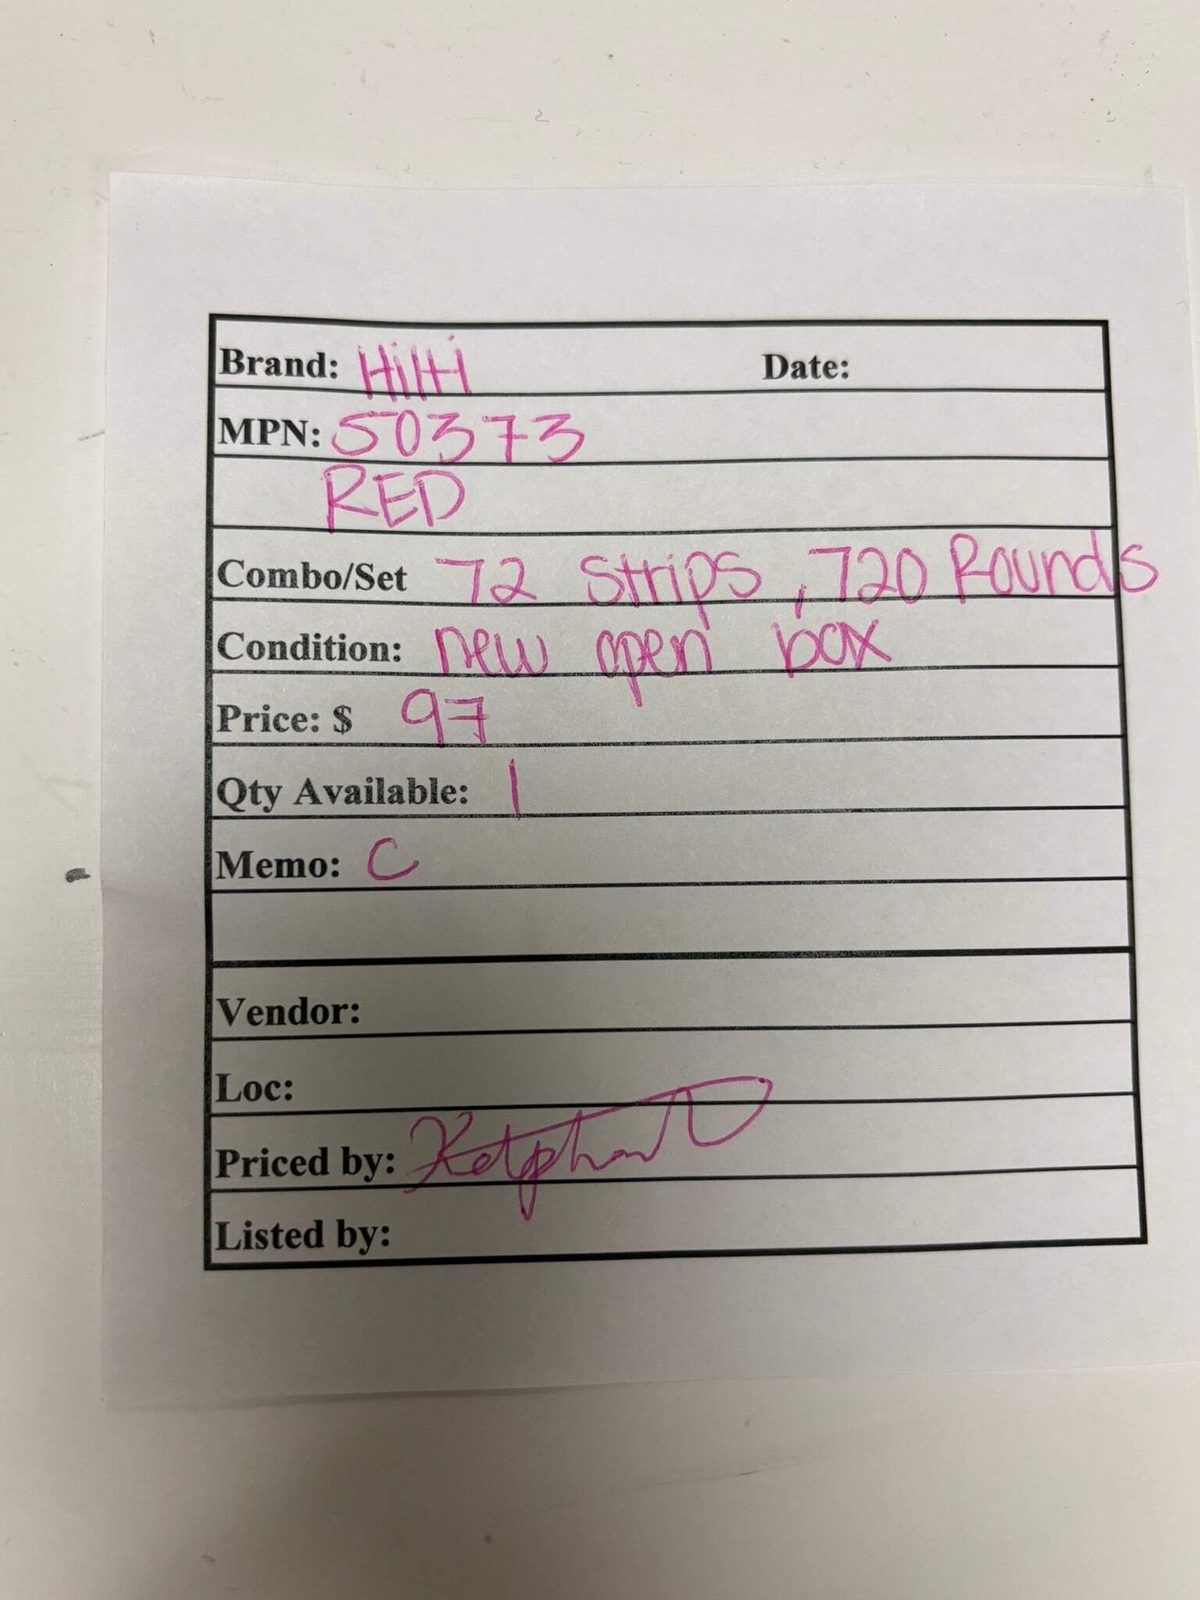 Brand: Hilti Date:
MPN: 50373
RED
Combo/Set 72 strips, 720 Rounds
Condition: new open box
Price: $ 97
Qty Available: 1
Memo: C
Vendor:
Loc:
Priced by:
Listed by: